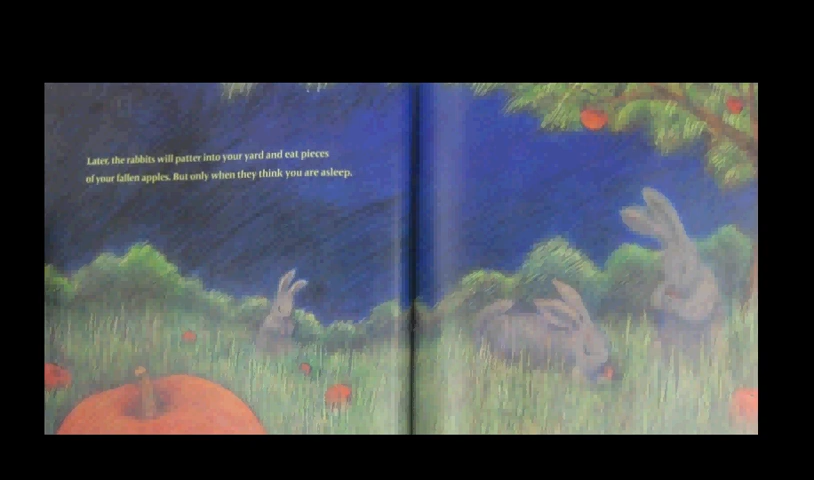 Later, the rabbits will patter into your yard and eat pieces
of your fallen apples. But only when they think you are asleep.